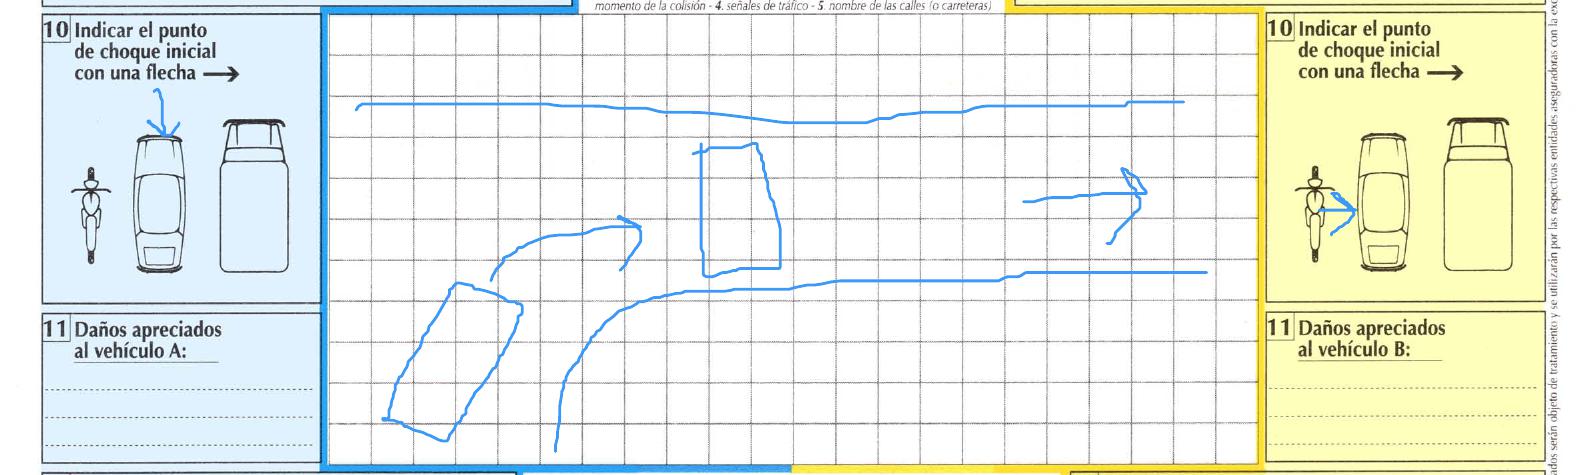 momento de la colisión - 4. señales de tráfico - 5. nombre de las calles (o carreteras)
10 Indicar el punto
de choque inicial
con una flecha
11 Daños apreciados
al vehículo A:
10 Indicar el punto
de choque inicial
con una flecha
11 Daños apreciados
al vehículo B:
ados serán objeto de tratamiento y se utilizarán por las respectivas entidades aseguradoras con la exc